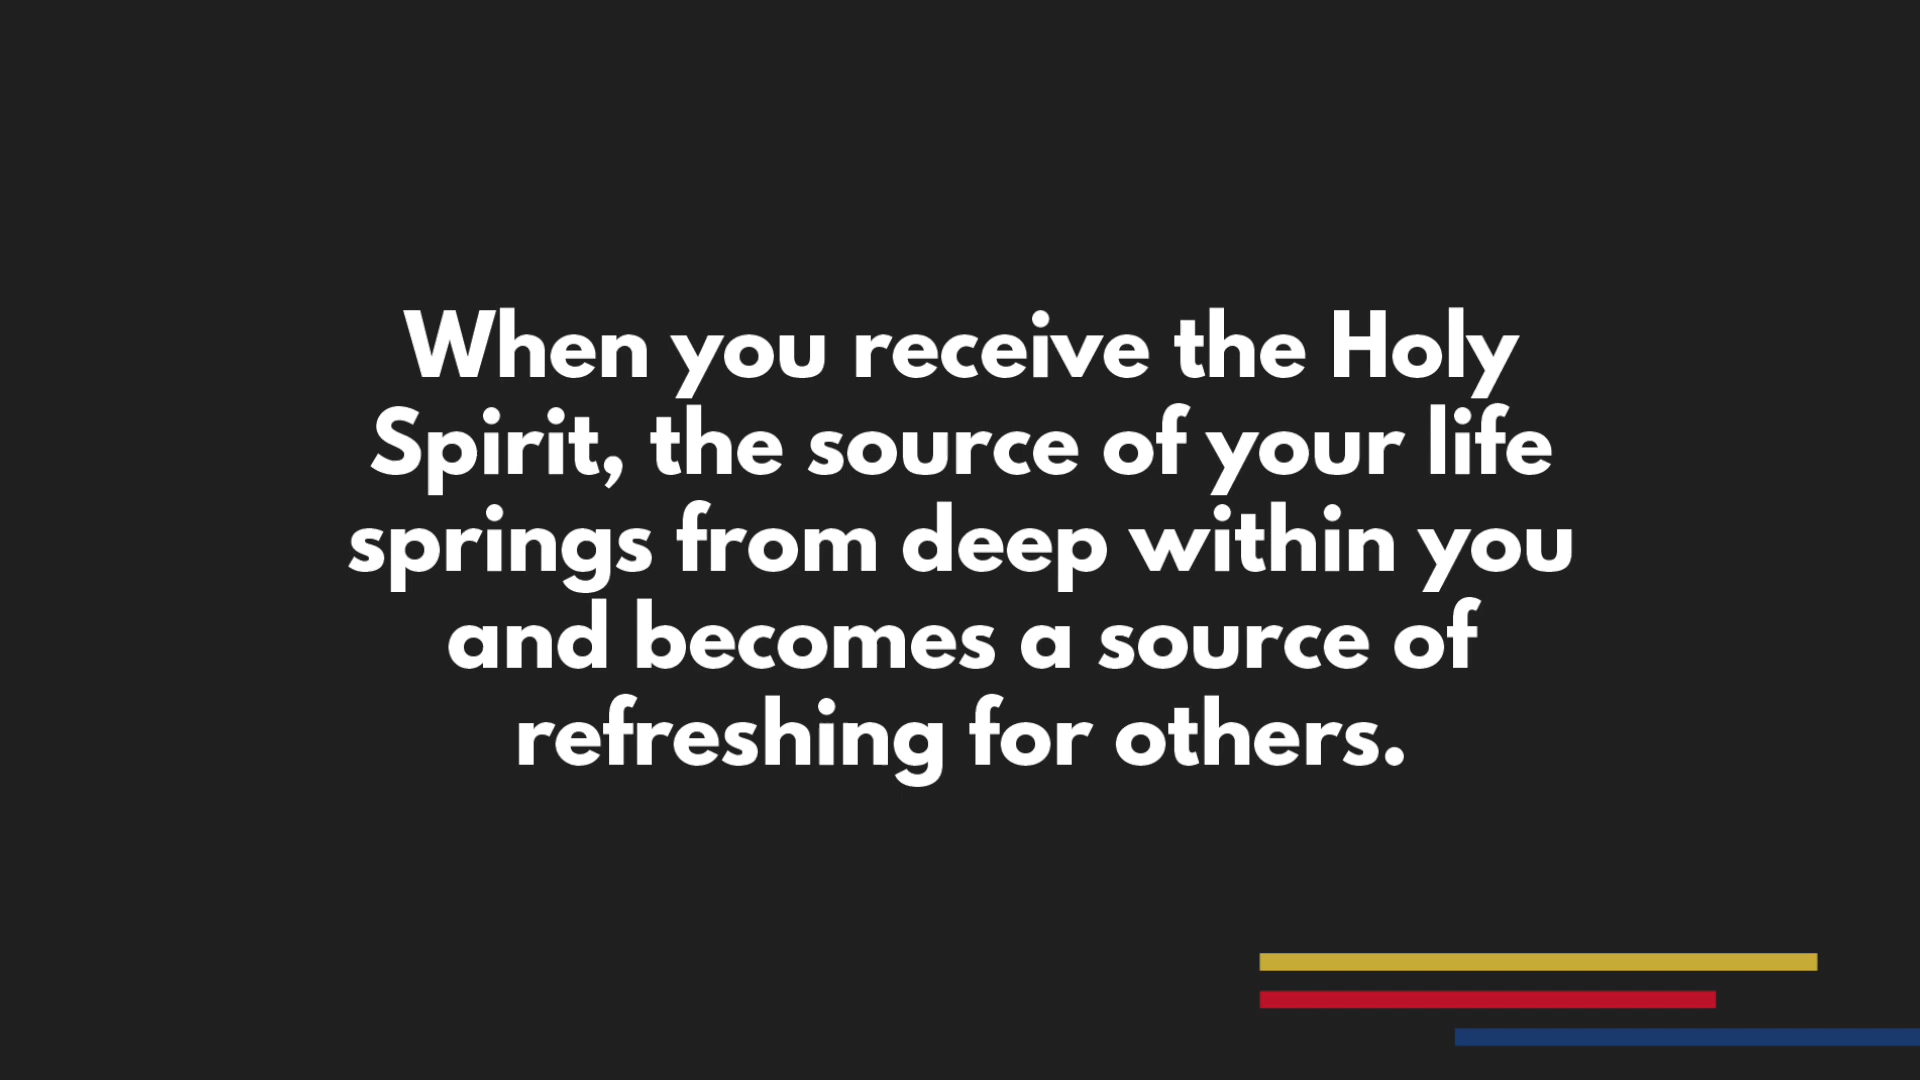 When you receive the Holy
Spirit, the source of your life
springs from deep within you
and becomes a source of
refreshing for others.